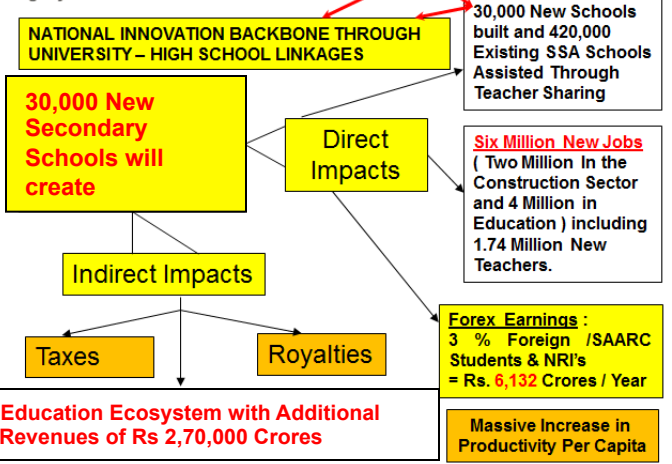 NATIONAL INNOVATION BACKBONE THROUGH
UNIVERSITY – HIGH SCHOOL LINKAGES
30,000 New Schools
built and 420,000
Existing SSA Schools
Assisted Through
Teacher Sharing
30,000 New
Secondary
Schools will
create
Direct
Impacts
Six Million New Jobs
( Two Million In the
Construction Sector
and 4 Million in
Education ) including
1.74 Million New
Teachers.
Indirect Impacts
Forex Earnings :
3 % Foreign /SAARC
Students & NRI's
= Rs. 6,132 Crores / Year
Taxes
Royalties
Education Ecosystem with Additional
Revenues of Rs 2,70,000 Crores
Massive Increase in
Productivity Per Capita